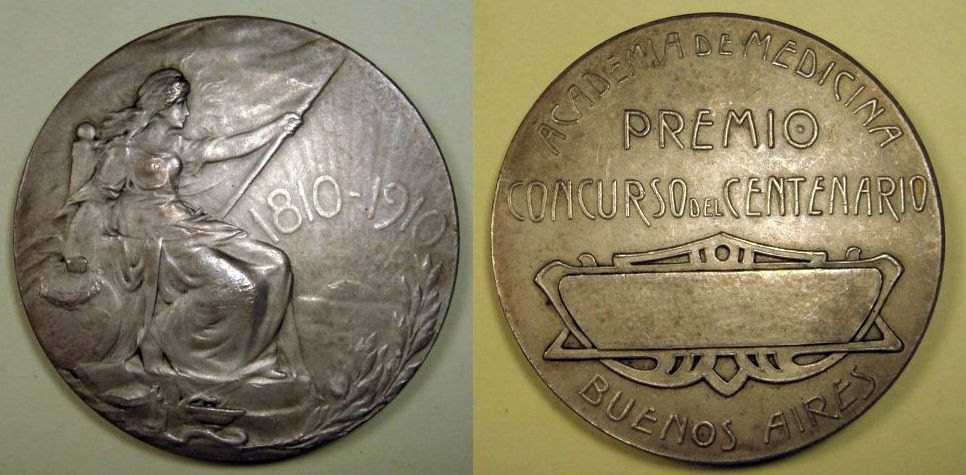 1810-1910
ACADEMIA DE MEDICINA
PREMIO
CONCURSO DEL CENTENARIO
BUENOS AIRES